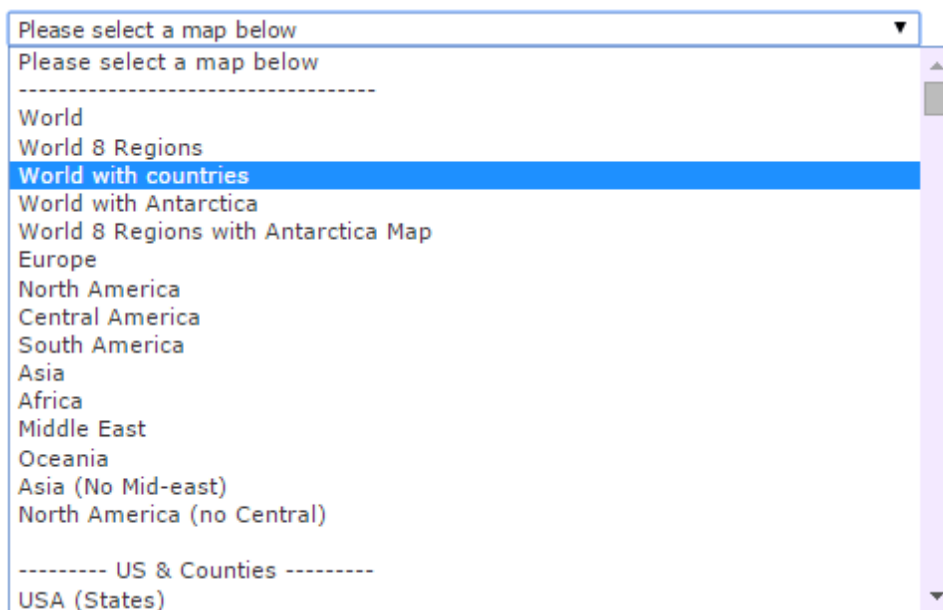 Please select a map below
Please select a map below
------------------------------------
World
World 8 Regions
World with countries
World with Antarctica
World 8 Regions with Antarctica Map
Europe
North America
Central America
South America
Asia
Africa
Middle East
Oceania
Asia (No Mid-east)
North America (no Central)
--------- US & Counties ---------
USA (States)